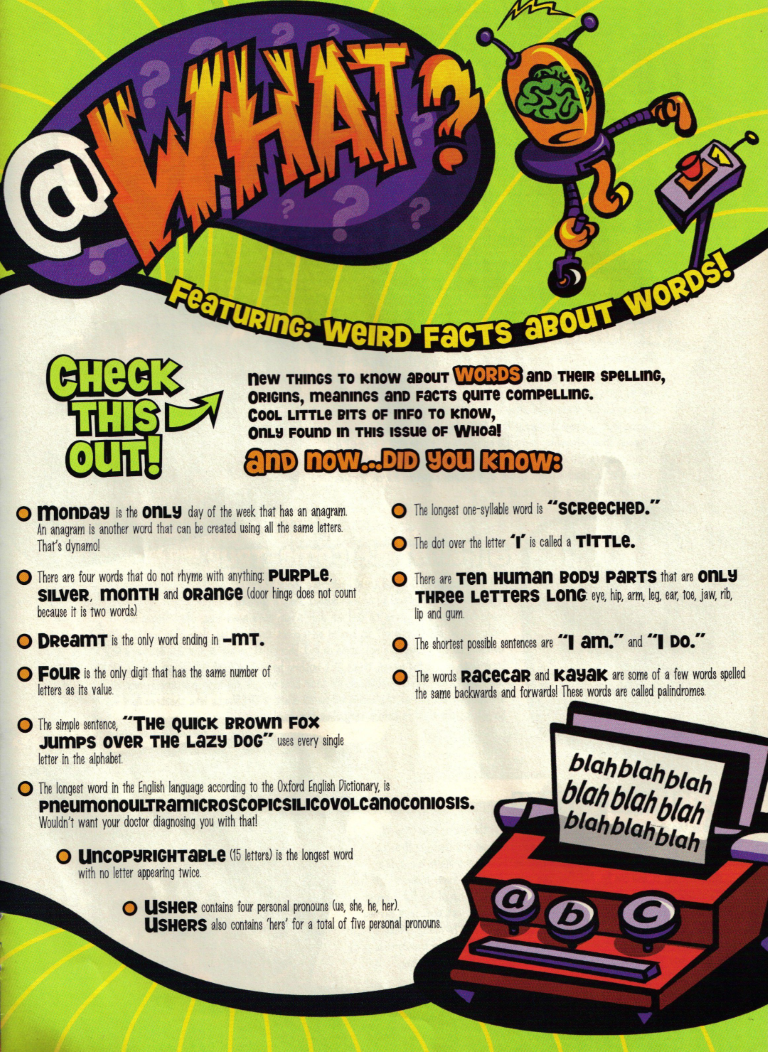 @WHAT?
Featuring: Weird Facts about Words!
Check
This
Out!
New things to know about WORDS and their spelling,
origins, meanings and facts quite compelling.
Cool little bits of info to know,
Only found in this issue of Whoa!
and now...Did you know:
Monday is the only day of the week that has an anagram.
An anagram is another word that can be created using all the same letters.
That's dynamo!
There are four words that do not rhyme with anything: purple,
silver, month and orange (door hinge does not count
because it is two words).
Dreamt is the only word ending in –mt.
Four is the only digit that has the same number of
letters as its value.
The simple sentence, "The quick brown fox
jumps over the lazy dog" uses every single
letter in the alphabet.
The longest word in the English language according to the Oxford English Dictionary, is
pneumonoultramicroscopicsilicovolcanoconiosis.
Wouldn't want your doctor diagnosing you with that!
Uncopyrightable (15 letters) is the longest word
with no letter appearing twice.
Usher contains four personal pronouns (us, she, he, her).
Ushers also contains 'hers' for a total of five personal pronouns.
The longest one-syllable word is "screeched."
The dot over the letter 'i' is called a tittle.
There are ten human body parts that are only
three letters long: eye, hip, arm, leg, ear, toe, jaw, rib,
lip and gum.
The shortest possible sentences are "I am." and "I do."
The words racecar and kayak are some of a few words spelled
the same backwards and forwards! These words are called palindromes.
blah blah blah
blah blah blah
blah blah blah
a b c